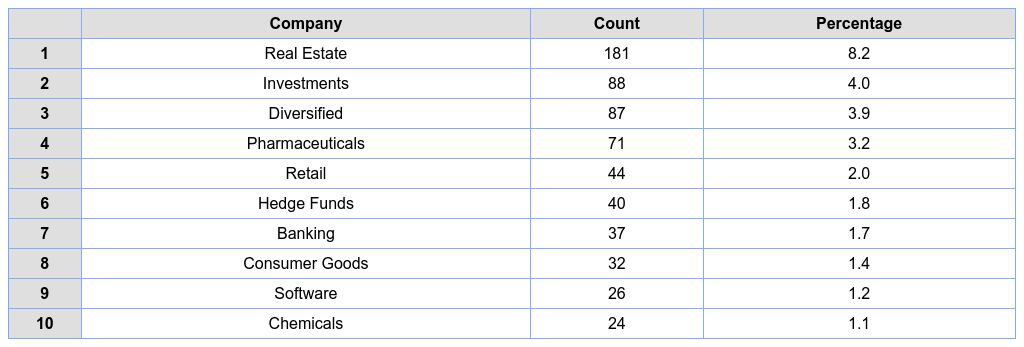 Company Count Percentage
1 Real Estate 181 8.2
2 Investments 88 4.0
3 Diversified 87 3.9
4 Pharmaceuticals 71 3.2
5 Retail 44 2.0
6 Hedge Funds 40 1.8
7 Banking 37 1.7
8 Consumer Goods 32 1.4
9 Software 26 1.2
10 Chemicals 24 1.1